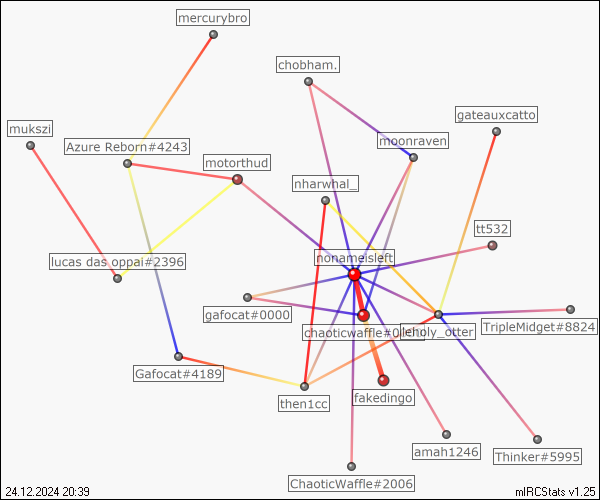 mercurybro
chobham.
gateauxcatto
mukszi
Azure Reborn#4243
moonraven
motorthud
nharwhal_
tt532
nonameisleft
lucas das oppai#2396
gafocat#0000
chaoticwaffle#0
unholy_otter
TripleMidget#8824
Gafocat#4189
then1cc
fakedingo
amah1246
Thinker#5995
ChaoticWaffle#2006
24.12.2024 20:39
mIRCStats v1.25